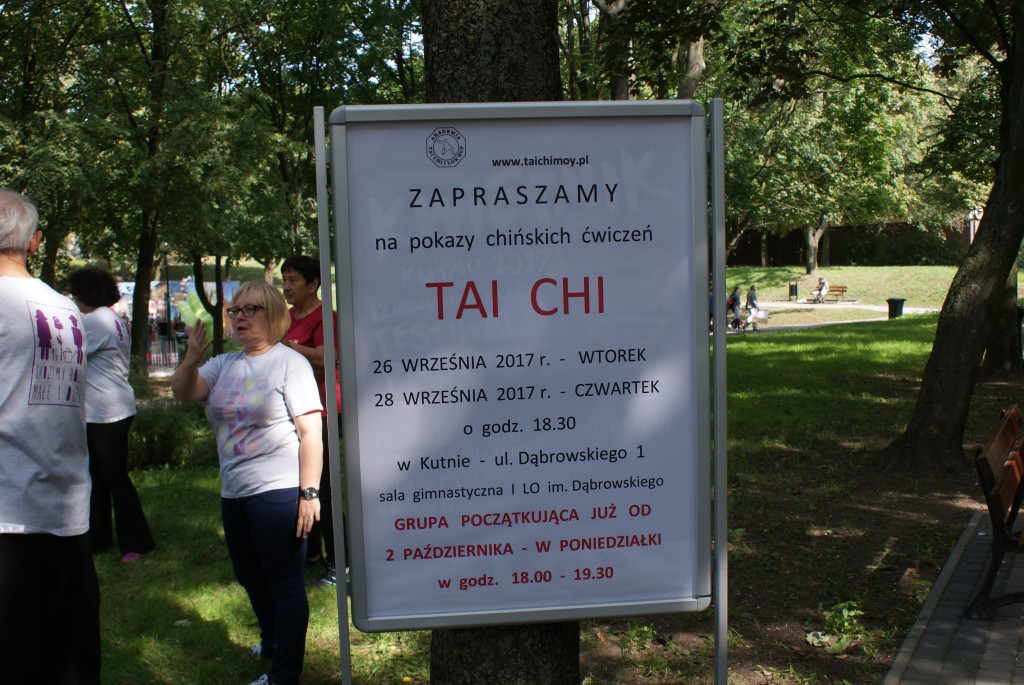 AKADEMIA
www.taichimoy.pl
ZAPRASZAMY
na pokazy chińskich ćwiczeń
TAI CHI
26 WRZEŚNIA 2017 r. - WTOREK
28 WRZEŚNIA 2017 r. - CZWARTEK
o godz. 18.30
w Kutnie - ul. Dąbrowskiego 1
sala gimnastyczna I LO im. Dąbrowskiego
GRUPA POCZĄTKUJĄCA JUŻ OD
2 PAŹDZIERNIKA - W PONIEDZIAŁKI
w godz. 18.00 - 19.30